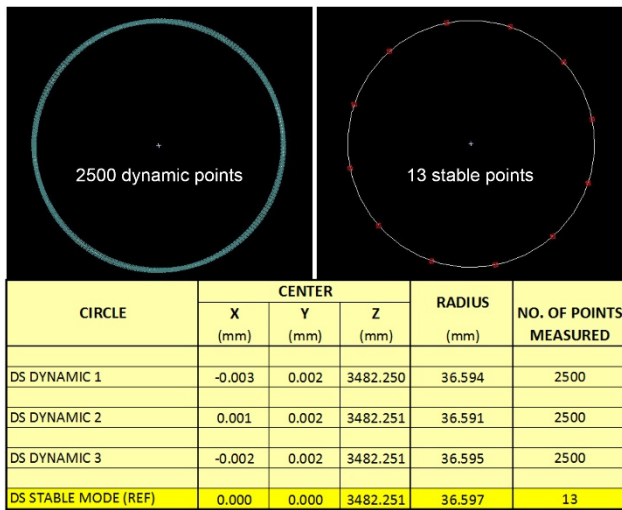 2500 dynamic points
13 stable points
CIRCLE CENTER RADIUS NO. OF POINTS MEASURED
X Y Z
(mm) (mm) (mm) (mm)
DS DYNAMIC 1 -0.003 0.002 3482.250 36.594 2500
DS DYNAMIC 2 0.001 0.002 3482.251 36.591 2500
DS DYNAMIC 3 -0.002 0.002 3482.251 36.595 2500
DS STABLE MODE (REF) 0.000 0.000 3482.251 36.597 13